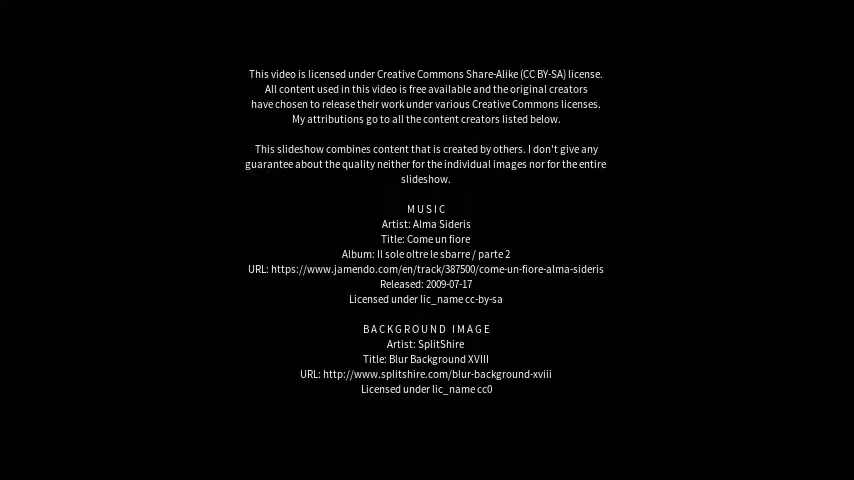 This video is licensed under Creative Commons Share-Alike (CC BY-SA) license.
All content used in this video is free available and the original creators
have chosen to release their work under various Creative Commons licenses.
My attributions go to all the content creators listed below.
This slideshow combines content that is created by others. I don't give any
guarantee about the quality neither for the individual images nor for the entire
slideshow.
MUSIC
Artist: Alma Sideris
Title: Come un fiore
Album: Il sole oltre le sbarre / parte 2
URL: https://www.jamendo.com/en/track/387500/come-un-fiore-alma-sideris
Released: 2009-07-17
Licensed under lic_name cc-by-sa
BACKGROUND IMAGE
Artist: SplitShire
Title: Blur Background XVIII
URL: http://www.splitshire.com/blur-background-xviii
Licensed under lic_name cc0